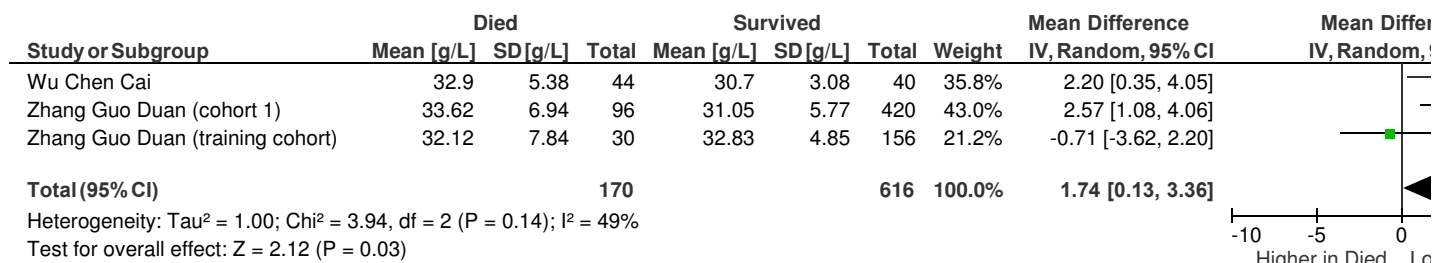 Died Survived Mean Difference Mean
Study or Subgroup Mean [g/L] SD [g/L] Total Mean [g/L] SD [g/L] Total Weight IV, Random, 95% CI IV, Random,
Wu Chen Cai 32.9 5.38 44 30.7 3.08 40 35.8% 2.20 [0.35, 4.05]
Zhang Guo Duan (cohort 1) 33.62 6.94 96 31.05 5.77 420 43.0% 2.57 [1.08, 4.06]
Zhang Guo Duan (training cohort) 32.12 7.84 30 32.83 4.85 156 21.2% -0.71 [-3.62, 2.20]
Total (95% CI) 170 616 100.0% 1.74 [0.13, 3.36]
Heterogeneity: Tau² = 1.00; Chi² = 3.94, df = 2 (P = 0.14); I² = 49%
Test for overall effect: Z = 2.12 (P = 0.03)
-10 -5 0
Higher in Died